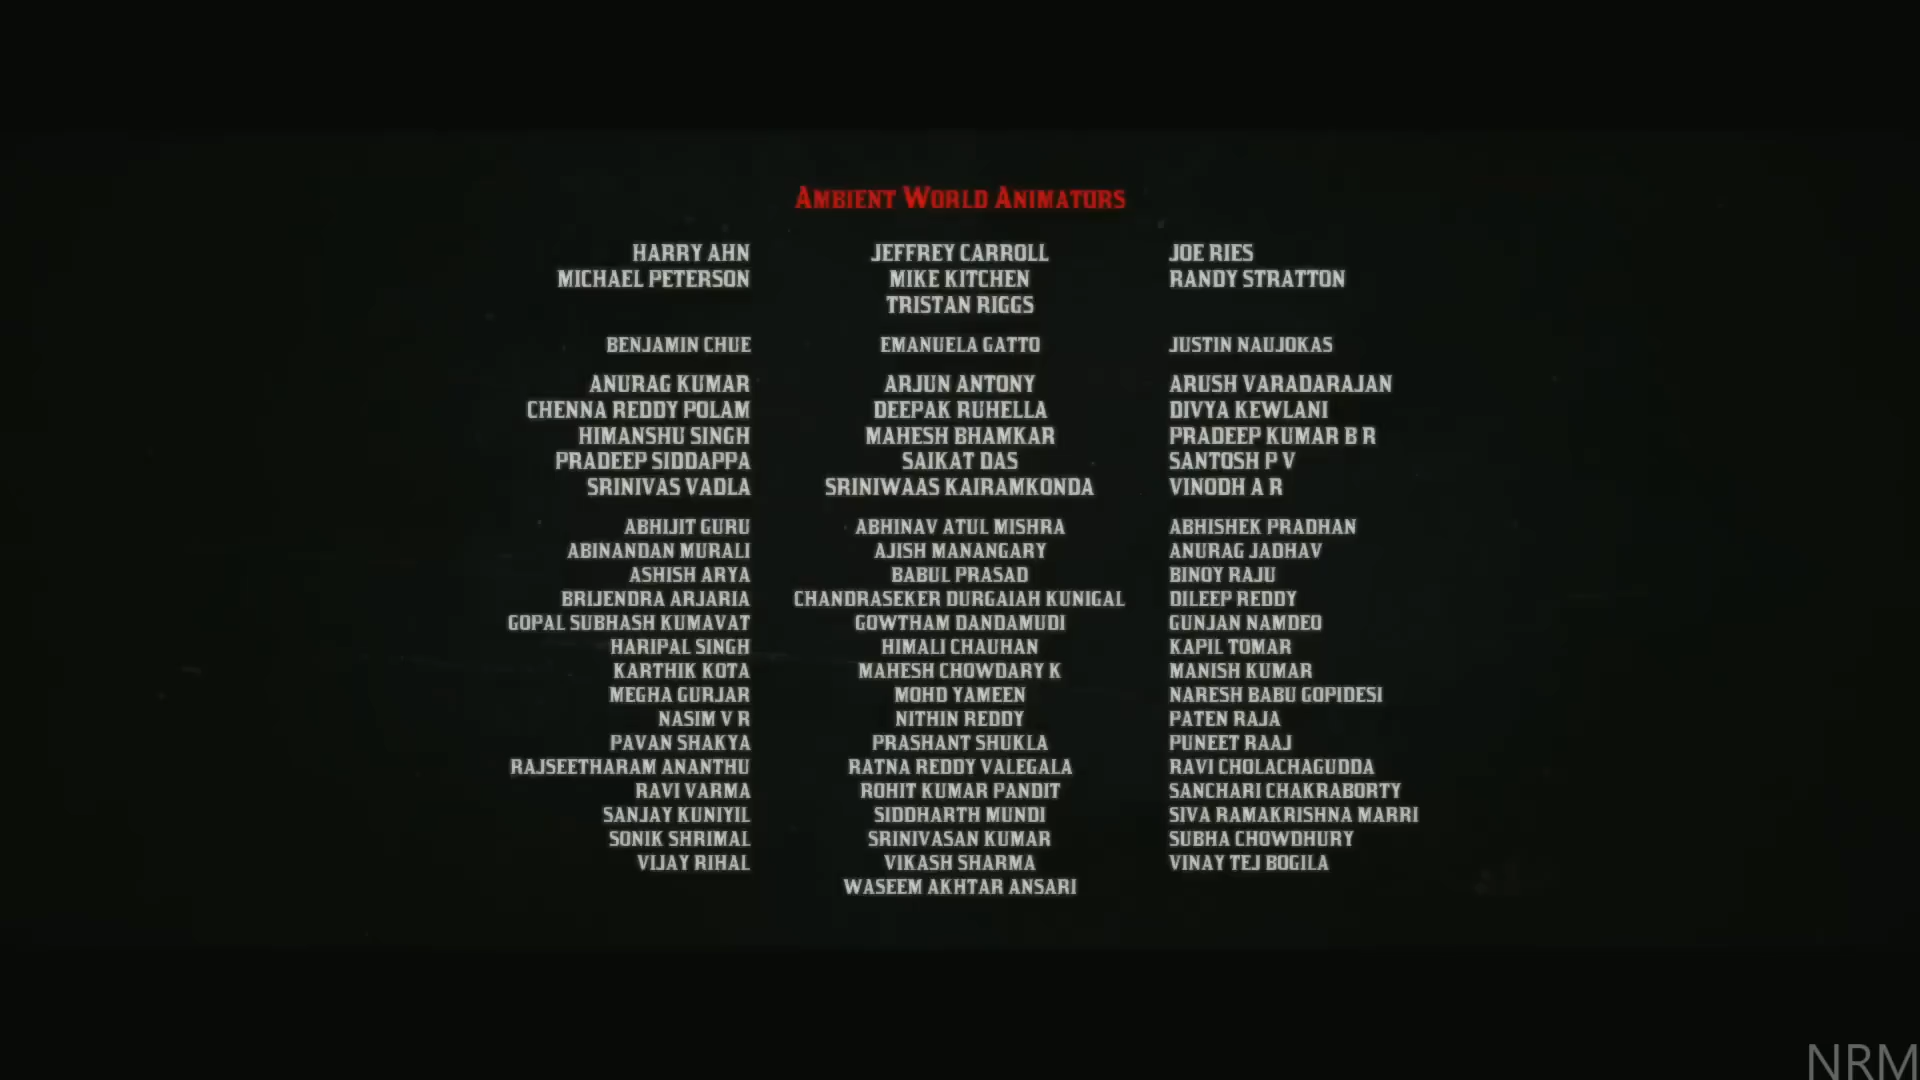 AMBIENT WORLD ANIMATORS
HARRY AHN JEFFREY CARROLL JOE RIES
MICHAEL PETERSON MIKE KITCHEN RANDY STRATTON
TRISTAN RIGGS
BENJAMIN CHUE EMANUELA GATTO JUSTIN NAUJOKAS
ANURAG KUMAR ARJUN ANTONY ARUSH VARADARAJAN
CHENNA REDDY POLAM DEEPAK RUHELLA DIVYA KEWLANI
HIMANSHU SINGH MAHESH BHAMKAR PRADEEP KUMAR B R
PRADEEP SIDDAPPA SAIKAT DAS SANTOSH P V
SRINIVAS VADLA SRINIWAAS KAIRAMKONDA VINODH A R
ABHIJIT GURU ABHINAV ATUL MISHRA ABHISHEK PRADHAN
ABINANDAN MURALI AJISH MANANGARY ANURAG JADHAV
ASHISH ARYA BABUL PRASAD BINOY RAJU
BRIJENDRA ARJARIA CHANDRASEKER DURGAIAH KUNIGAL DILEEP REDDY
GOPAL SUBHASH KUMAVAT GOWTHAM DANDAMUDI GUNJAN NAMDEO
HARIPAL SINGH HIMALI CHAUHAN KAPIL TOMAR
KARTHIK KOTA MAHESH CHOWDARY K MANISH KUMAR
MEGHA GURJAR MOHD YAMEEN NARESH BABU GOPIDESI
NASIM V R NITHIN REDDY PATEN RAJA
PAVAN SHAKYA PRASHANT SHUKLA PUNEET RAAJ
RAJSEETHARAM ANANTHU RATNA REDDY VALEGALA RAVI CHOLACHAGUDDA
RAVI VARMA ROHIT KUMAR PANDIT SANCHARI CHAKRABORTY
SANJAY KUNIYIL SIDDHARTH MUNDI SIVA RAMAKRISHNA MARRI
SONIK SHRIMAL SRINIVASAN KUMAR SUBHA CHOWDHURY
VIJAY RIHAL VIKASH SHARMA VINAY TEJ BOGILA
WASEEM AKHTAR ANSARI
NRM